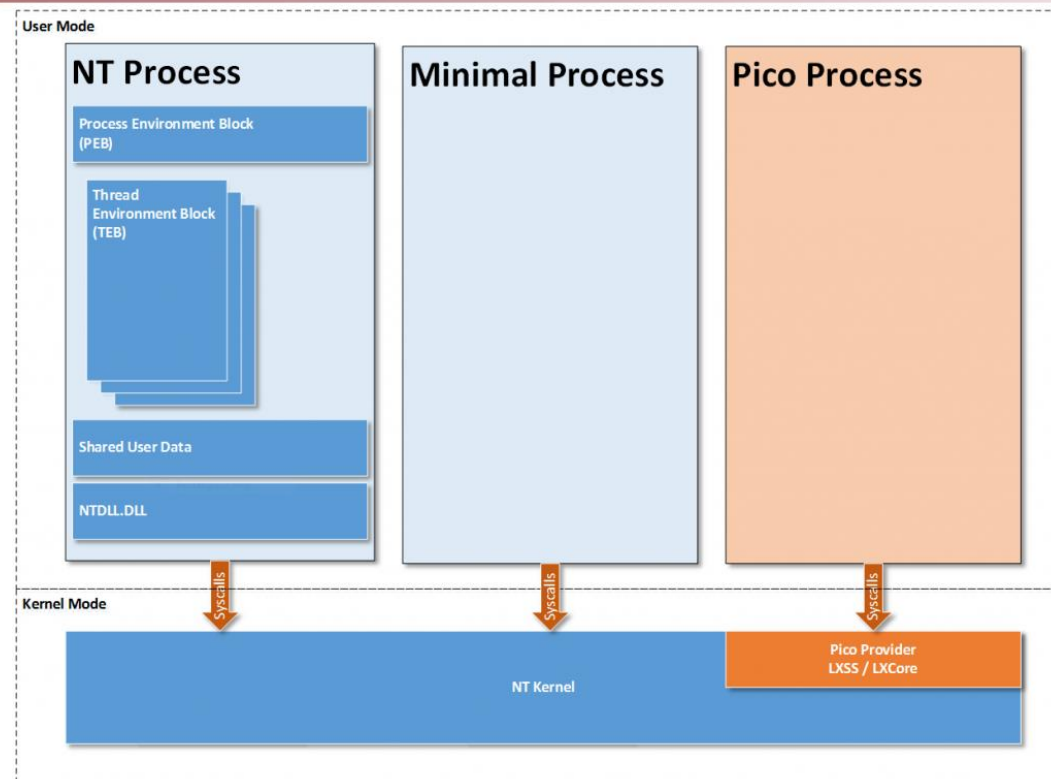 User Mode
NT Process
Process Environment Block
(PEB)
Thread
Environment Block
(TEB)
Shared User Data
NTDLL.DLL
Minimal Process
Pico Process
Syscalls
Syscalls
Syscalls
Kernel Mode
NT Kernel
Pico Provider
LXSS / LXCore